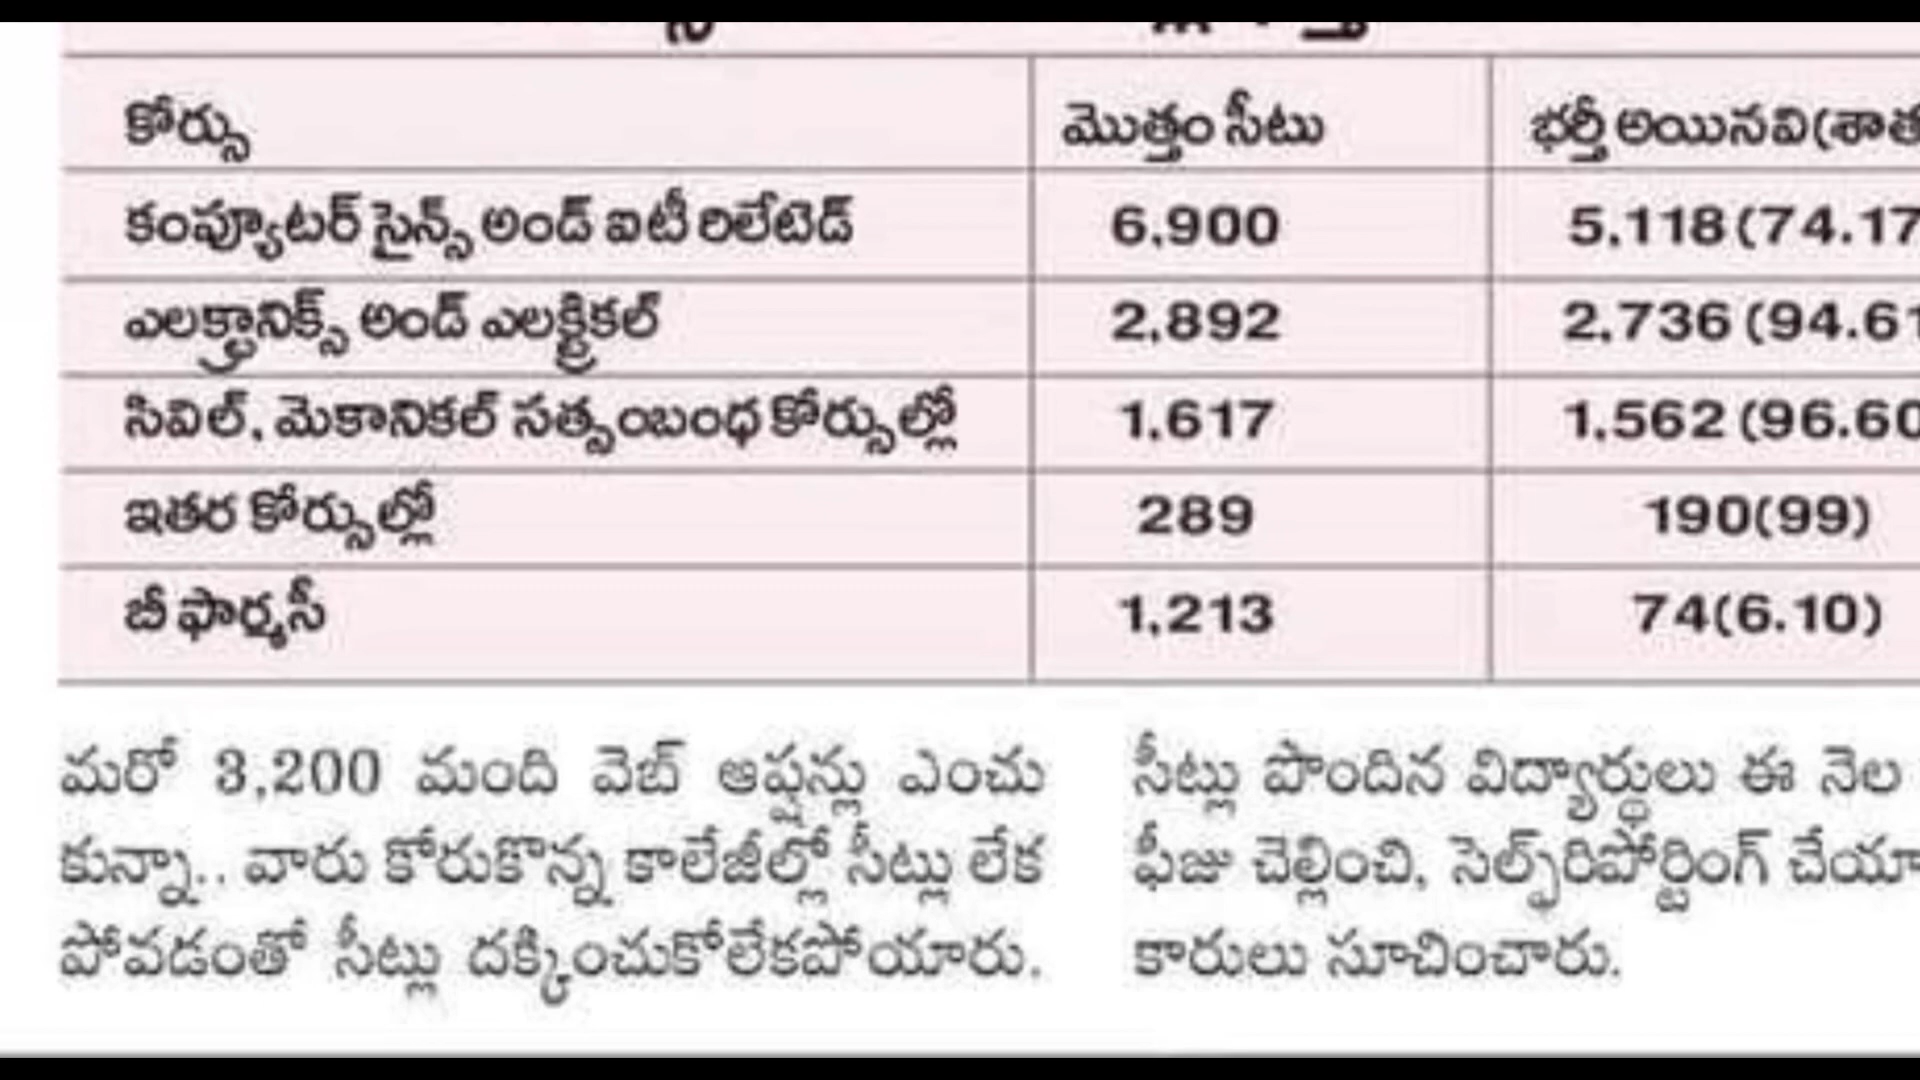 కోర్సు మొత్తం సీటు భర్తీ అయినవి(శాత
కంప్యూటర్ సైన్స్ అండ్ ఐటీ రిలేటెడ్ 6,900 5,118 (74.17
ఎలక్ట్రానిక్స్ అండ్ ఎలక్ట్రికల్ 2,892 2,736 (94.61
సివిల్, మెకానికల్ సత్సంబంధ కోర్సుల్లో 1,617 1,562 (96.60
ఇతర కోర్సుల్లో 289 190(99)
బీ ఫార్మసీ 1,213 74(6.10)
మరో 3,200 మంది వెబ్ ఆప్షన్లు ఎంచు
కున్నా.. వారు కోరుకొన్న కాలేజీల్లో సీట్లు లేక
పోవడంతో సీట్లు దక్కించుకోలేకపోయారు.
సీట్లు పొందిన విద్యార్థులు ఈ నెల
ఫీజు చెల్లించి, సెల్ఫ్‌రిపోర్టింగ్ చేయా
కారులు సూచించారు.